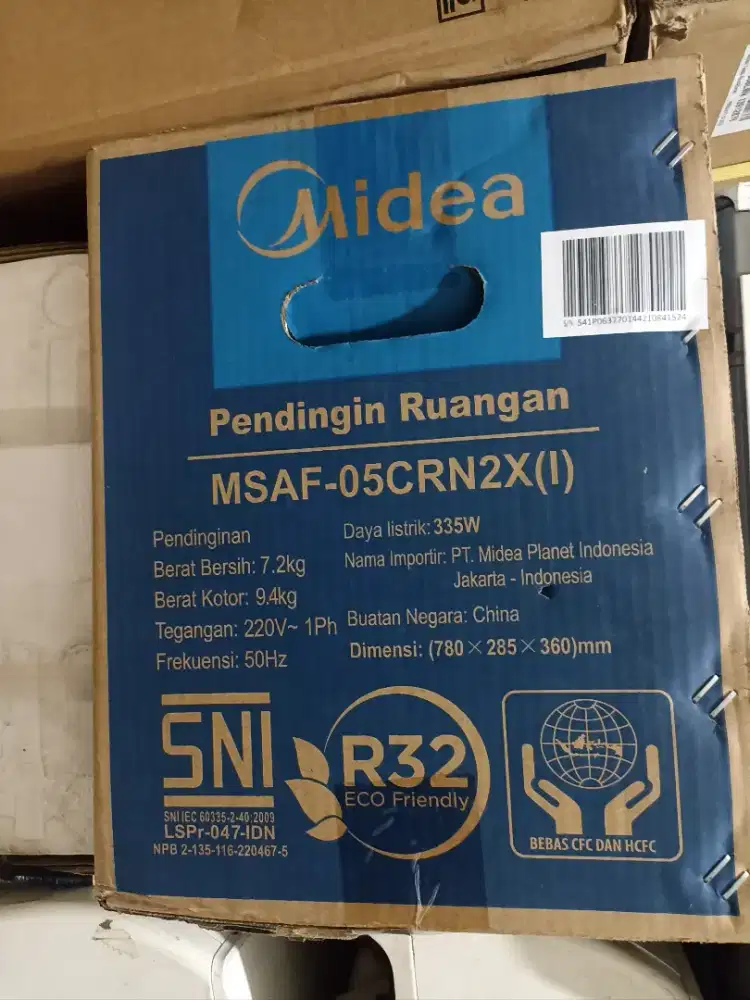 Midea
S/N: 541P063770144210841524
Pendingin Ruangan
MSAF-05CRN2X(I)
Pendinginan
Berat Bersih: 7.2kg
Berat Kotor: 9.4kg
Tegangan: 220V~ 1Ph
Frekuensi: 50Hz
Daya listrik: 335W
Nama Importir: PT. Midea Planet Indonesia
Jakarta - Indonesia
Buatan Negara: China
Dimensi: (780×285×360)mm
SNI
SNI IEC 60335-2-40:2009
LSPr-047-IDN
NPB 2-135-116-220467-5
R32
ECO Friendly
BEBAS CFC DAN HCFC